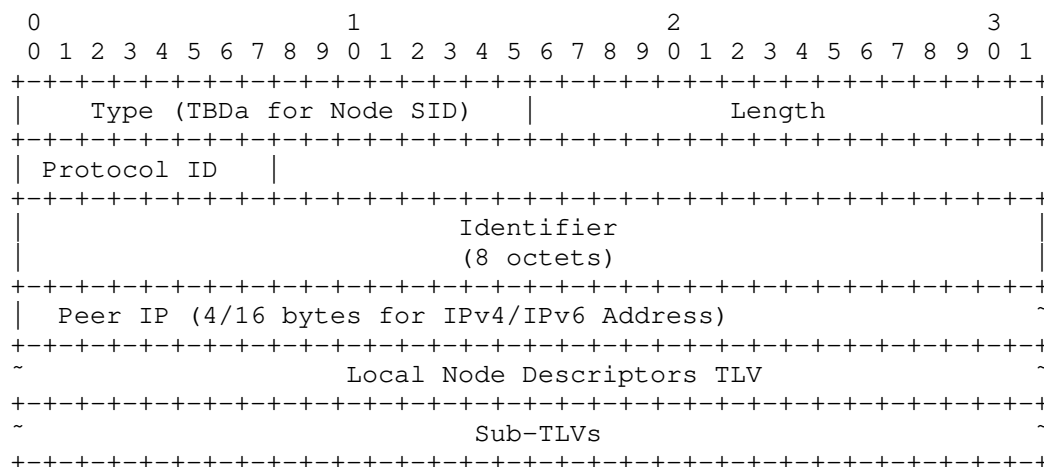 0                   1                   2                   3
 0 1 2 3 4 5 6 7 8 9 0 1 2 3 4 5 6 7 8 9 0 1 2 3 4 5 6 7 8 9 0 1
+-+-+-+-+-+-+-+-+-+-+-+-+-+-+-+-+-+-+-+-+-+-+-+-+-+-+-+-+-+-+-+-+
|    Type (TBDa for Node SID)   |            Length             |
+-+-+-+-+-+-+-+-+-+-+-+-+-+-+-+-+-+-+-+-+-+-+-+-+-+-+-+-+-+-+-+-+
| Protocol ID   |
+-+-+-+-+-+-+-+-+-+-+-+-+-+-+-+-+-+-+-+-+-+-+-+-+-+-+-+-+-+-+-+-+
|                           Identifier                          |
|                           (8 octets)                          |
+-+-+-+-+-+-+-+-+-+-+-+-+-+-+-+-+-+-+-+-+-+-+-+-+-+-+-+-+-+-+-+-+
|  Peer IP (4/16 bytes for IPv4/IPv6 Address)                   ~
+-+-+-+-+-+-+-+-+-+-+-+-+-+-+-+-+-+-+-+-+-+-+-+-+-+-+-+-+-+-+-+-+
~                    Local Node Descriptors TLV                 ~
+-+-+-+-+-+-+-+-+-+-+-+-+-+-+-+-+-+-+-+-+-+-+-+-+-+-+-+-+-+-+-+-+
~                            Sub-TLVs                           ~
+-+-+-+-+-+-+-+-+-+-+-+-+-+-+-+-+-+-+-+-+-+-+-+-+-+-+-+-+-+-+-+-+